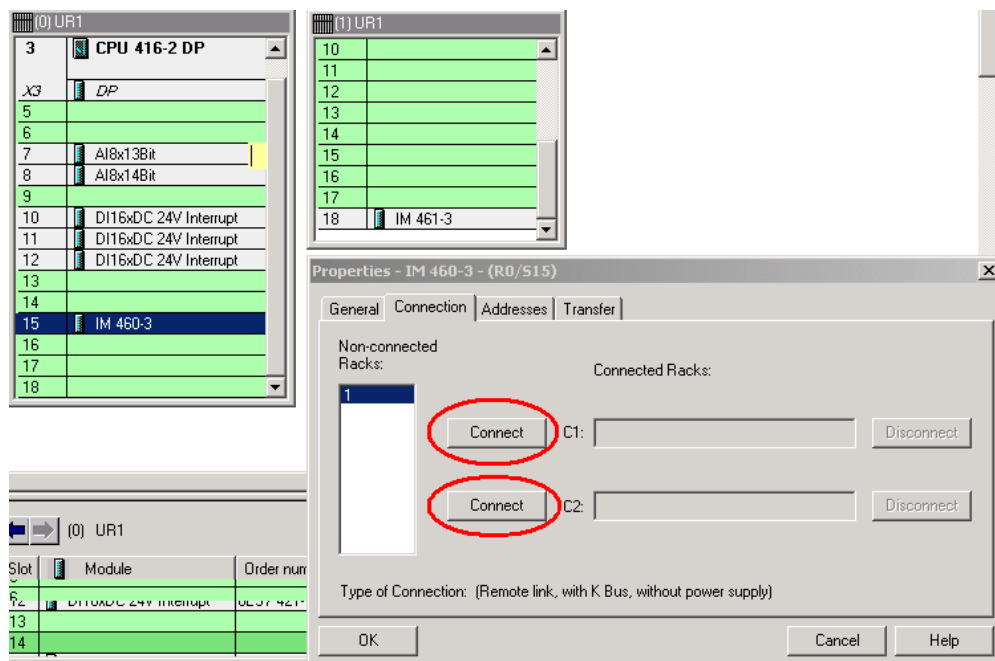 (0) UR1
3 CPU 416-2 DP
X3 DP
5
6
7 AI8x13Bit
8 AI8x14Bit
9
10 DI16xDC 24V Interrupt
11 DI16xDC 24V Interrupt
12 DI16xDC 24V Interrupt
13
14
15 IM 460-3
16
17
18
(1) UR1
10
11
12
13
14
15
16
17
18 IM 461-3
Properties - IM 460-3 - (R0/S15)
General Connection Addresses Transfer
Non-connected
Racks:
Connected Racks:
1
Connect C1: Disconnect
Connect C2: Disconnect
Type of Connection: (Remote link, with K Bus, without power supply)
OK Cancel Help
(0) UR1
Slot Module Order num
13
14